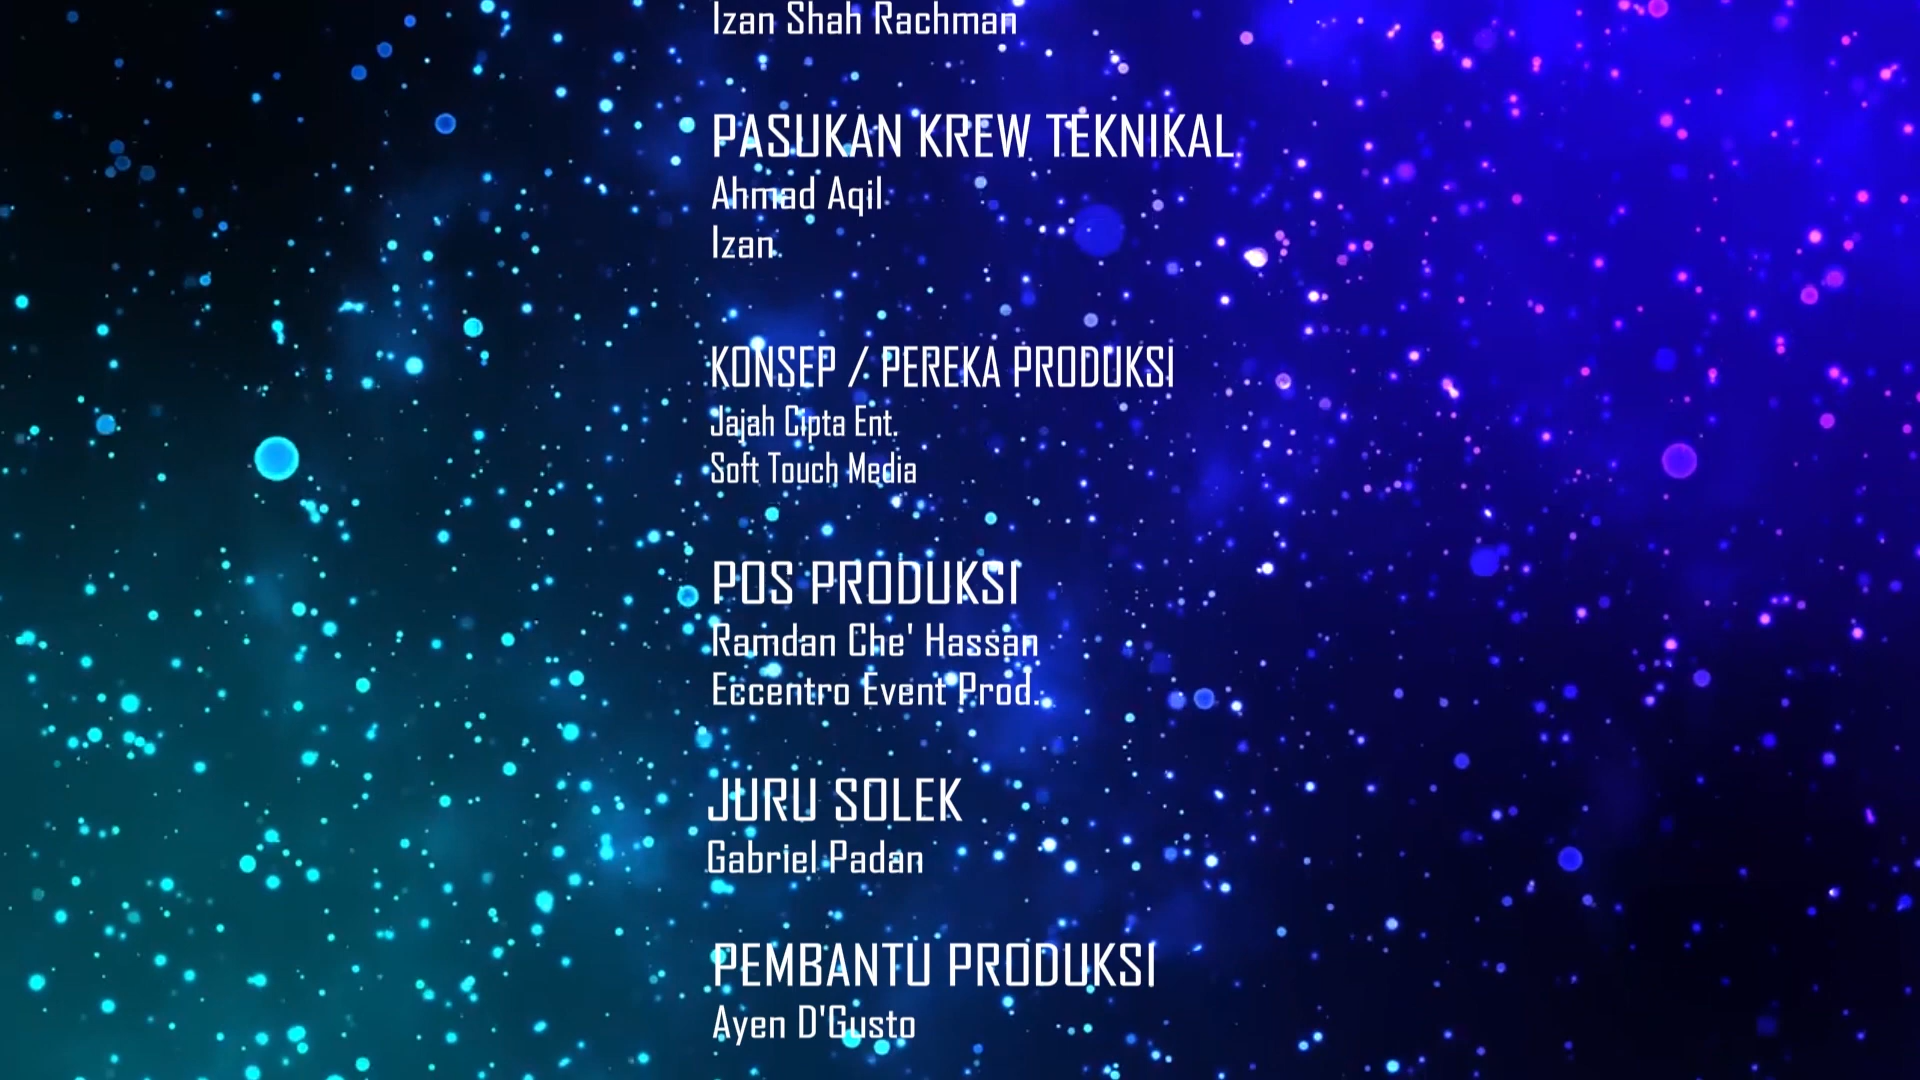 Izan Shah Rachman
PASUKAN KREW TEKNIKAL
Ahmad Aqil
Izan
KONSEP / PEREKA PRODUKSI
Jajah Cipta Ent.
Soft Touch Media
POS PRODUKSI
Ramdan Che' Hassan
Eccentro Event Prod.
JURU SOLEK
Gabriel Padan
PEMBANTU PRODUKSI
Ayen D'Gusto